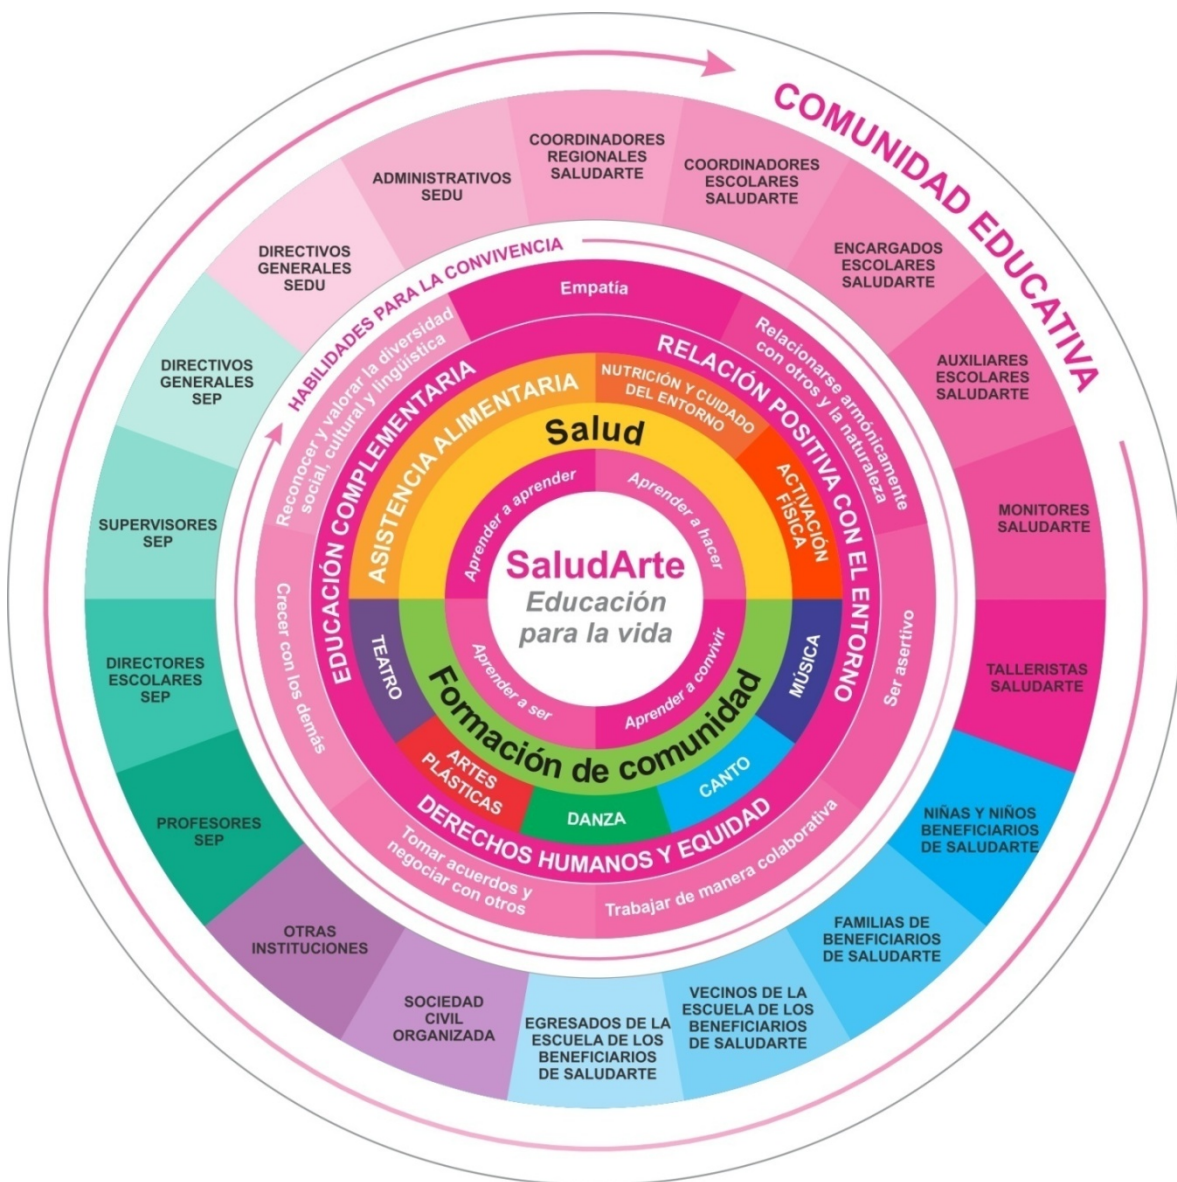 COMUNIDAD EDUCATIVA
COORDINADORES
REGIONALES
SALUDARTE
COORDINADORES
ESCOLARES
SALUDARTE
ENCARGADOS
ESCOLARES
SALUDARTE
AUXILIARES
ESCOLARES
SALUDARTE
MONITORES
SALUDARTE
TALLERISTAS
SALUDARTE
NIÑAS Y NIÑOS
BENEFICIARIOS
DE SALUDARTE
FAMILIAS DE
BENEFICIARIOS
DE SALUDARTE
VECINOS DE LA
ESCUELA DE LOS
BENEFICIARIOS
DE SALUDARTE
EGRESADOS DE LA
ESCUELA DE LOS
BENEFICIARIOS
DE SALUDARTE
SOCIEDAD
CIVIL
ORGANIZADA
OTRAS
INSTITUCIONES
PROFESORES
SEP
DIRECTORES
ESCOLARES
SEP
SUPERVISORES
SEP
DIRECTIVOS
GENERALES
SEP
DIRECTIVOS
GENERALES
SEDU
ADMINISTRATIVOS
SEDU
HABILIDADES PARA LA CONVIVENCIA
Empatía
Relacionarse armónicamente
con otros y la naturaleza
Ser asertivo
Trabajar de manera colaborativa
Tomar acuerdos y
negociar con otros
Crecer con los demás
Reconocer y valorar la diversidad
social, cultural y lingüística
EDUCACIÓN COMPLEMENTARIA
RELACIÓN POSITIVA CON EL ENTORNO
DERECHOS HUMANOS Y EQUIDAD
ASISTENCIA ALIMENTARIA
NUTRICIÓN Y CUIDADO
DEL ENTORNO
ACTIVACIÓN
FÍSICA
MÚSICA
CANTO
DANZA
ARTES
PLÁSTICAS
TEATRO
Salud
Formación de comunidad
Aprender a aprender
Aprender a hacer
Aprender a convivir
Aprender a ser
SaludArte
Educación
para la vida